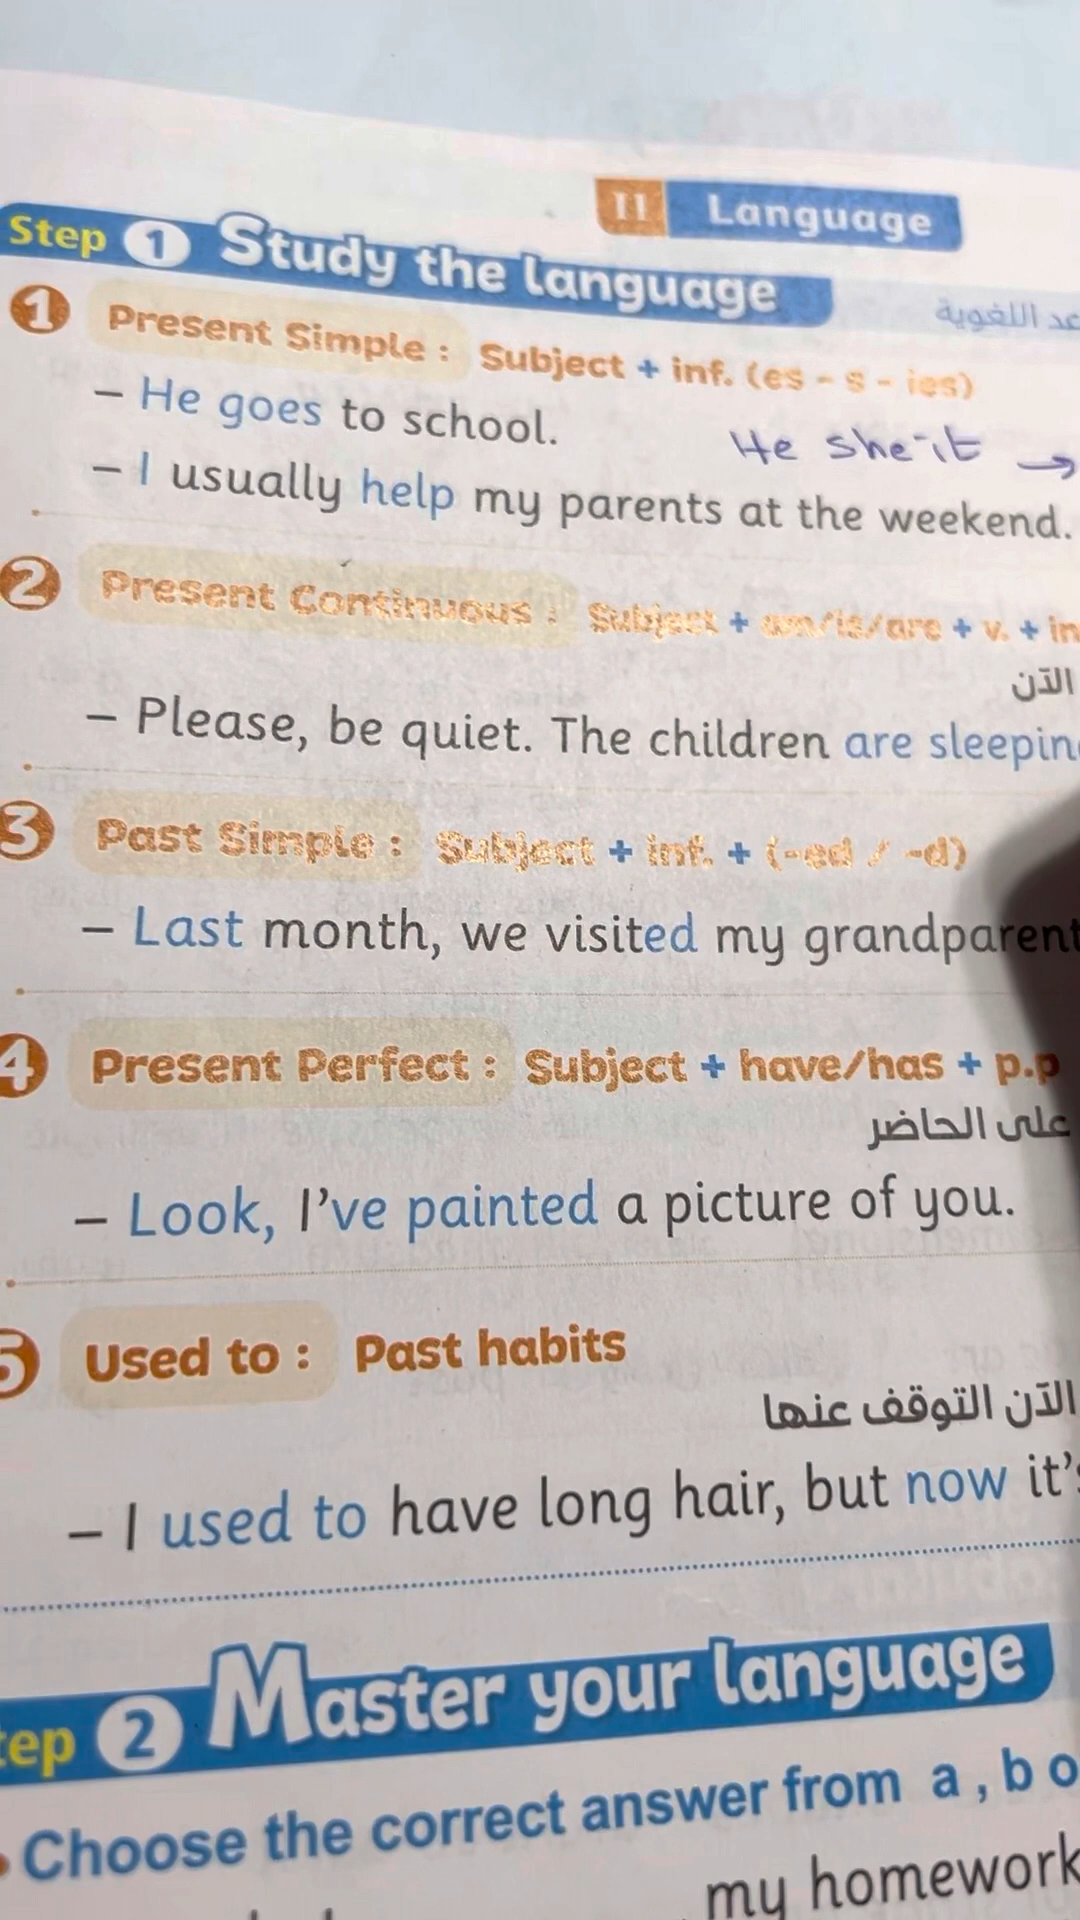 II Language
Step 1 Study the language
عد اللغوية
1 Present Simple : Subject + inf. (es - s - ies)
– He goes to school.
He she-it →
– I usually help my parents at the weekend.
2 Present Continuous : Subject + am/is/are + v. + in
الآن
– Please, be quiet. The children are sleepin
3 Past Simple : Subject + inf. + (-ed / -d)
– Last month, we visited my grandparent
4 Present Perfect : Subject + have/has + p.p
على الحاضر
– Look, I've painted a picture of you.
5 Used to : Past habits
الآن التوقف عنها
– I used to have long hair, but now it's
tep 2 Master your language
Choose the correct answer from a , b o
my homework